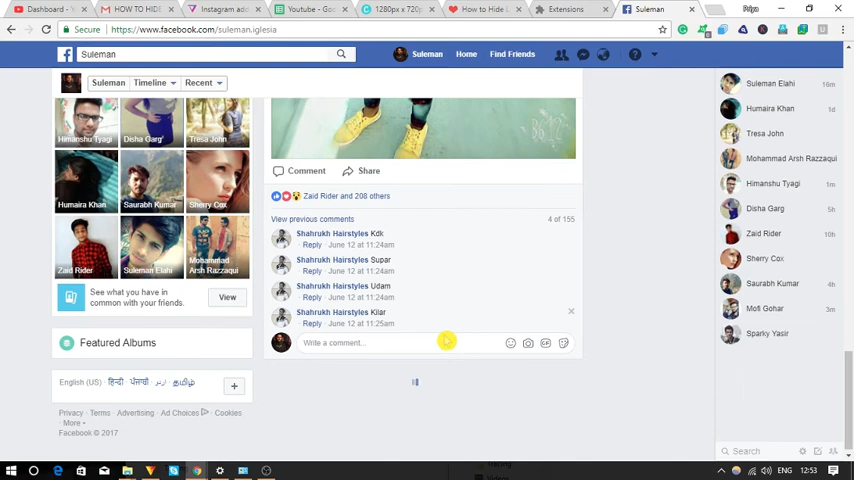 Dashboard -
HOW TO HIDE
Instagram add
Youtube - Goo
1280px x 720p
How to Hide L
Extensions
Suleman
Priya
Secure
https://www.facebook.com/suleman.iglesia
Suleman
Suleman
Home
Find Friends
Suleman
Timeline
Recent
Himanshu Tyagi
Disha Garg
Tresa John
Humaira Khan
Saurabh Kumar
Sherry Cox
Zaid Rider
Suleman Elahi
Mohammad
Arsh Razzaqui
See what you have in
common with your friends.
View
Featured Albums
English (US) · हिन्दी · ਪੰਜਾਬੀ · اردو · தமிழ்
Privacy · Terms · Advertising · Ad Choices · Cookies ·
More
Facebook © 2017
Comment
Share
Zaid Rider and 208 others
View previous comments
4 of 155
Shahrukh Hairstyles Kdk
Reply · June 12 at 11:24am
Shahrukh Hairstyles Supar
Reply · June 12 at 11:24am
Shahrukh Hairstyles Udam
Reply · June 12 at 11:24am
Shahrukh Hairstyles Kilar
Reply · June 12 at 11:25am
Write a comment...
GIF
Suleman Elahi
15m
Humaira Khan
1d
Tresa John
Mohammad Arsh Razzaqui
Himanshu Tyagi
1m
Disha Garg
5h
Zaid Rider
Sherry Cox
Saurabh Kumar
4h
Mofi Gohar
3m
Sparky Yasir
Search
ENG
12:53